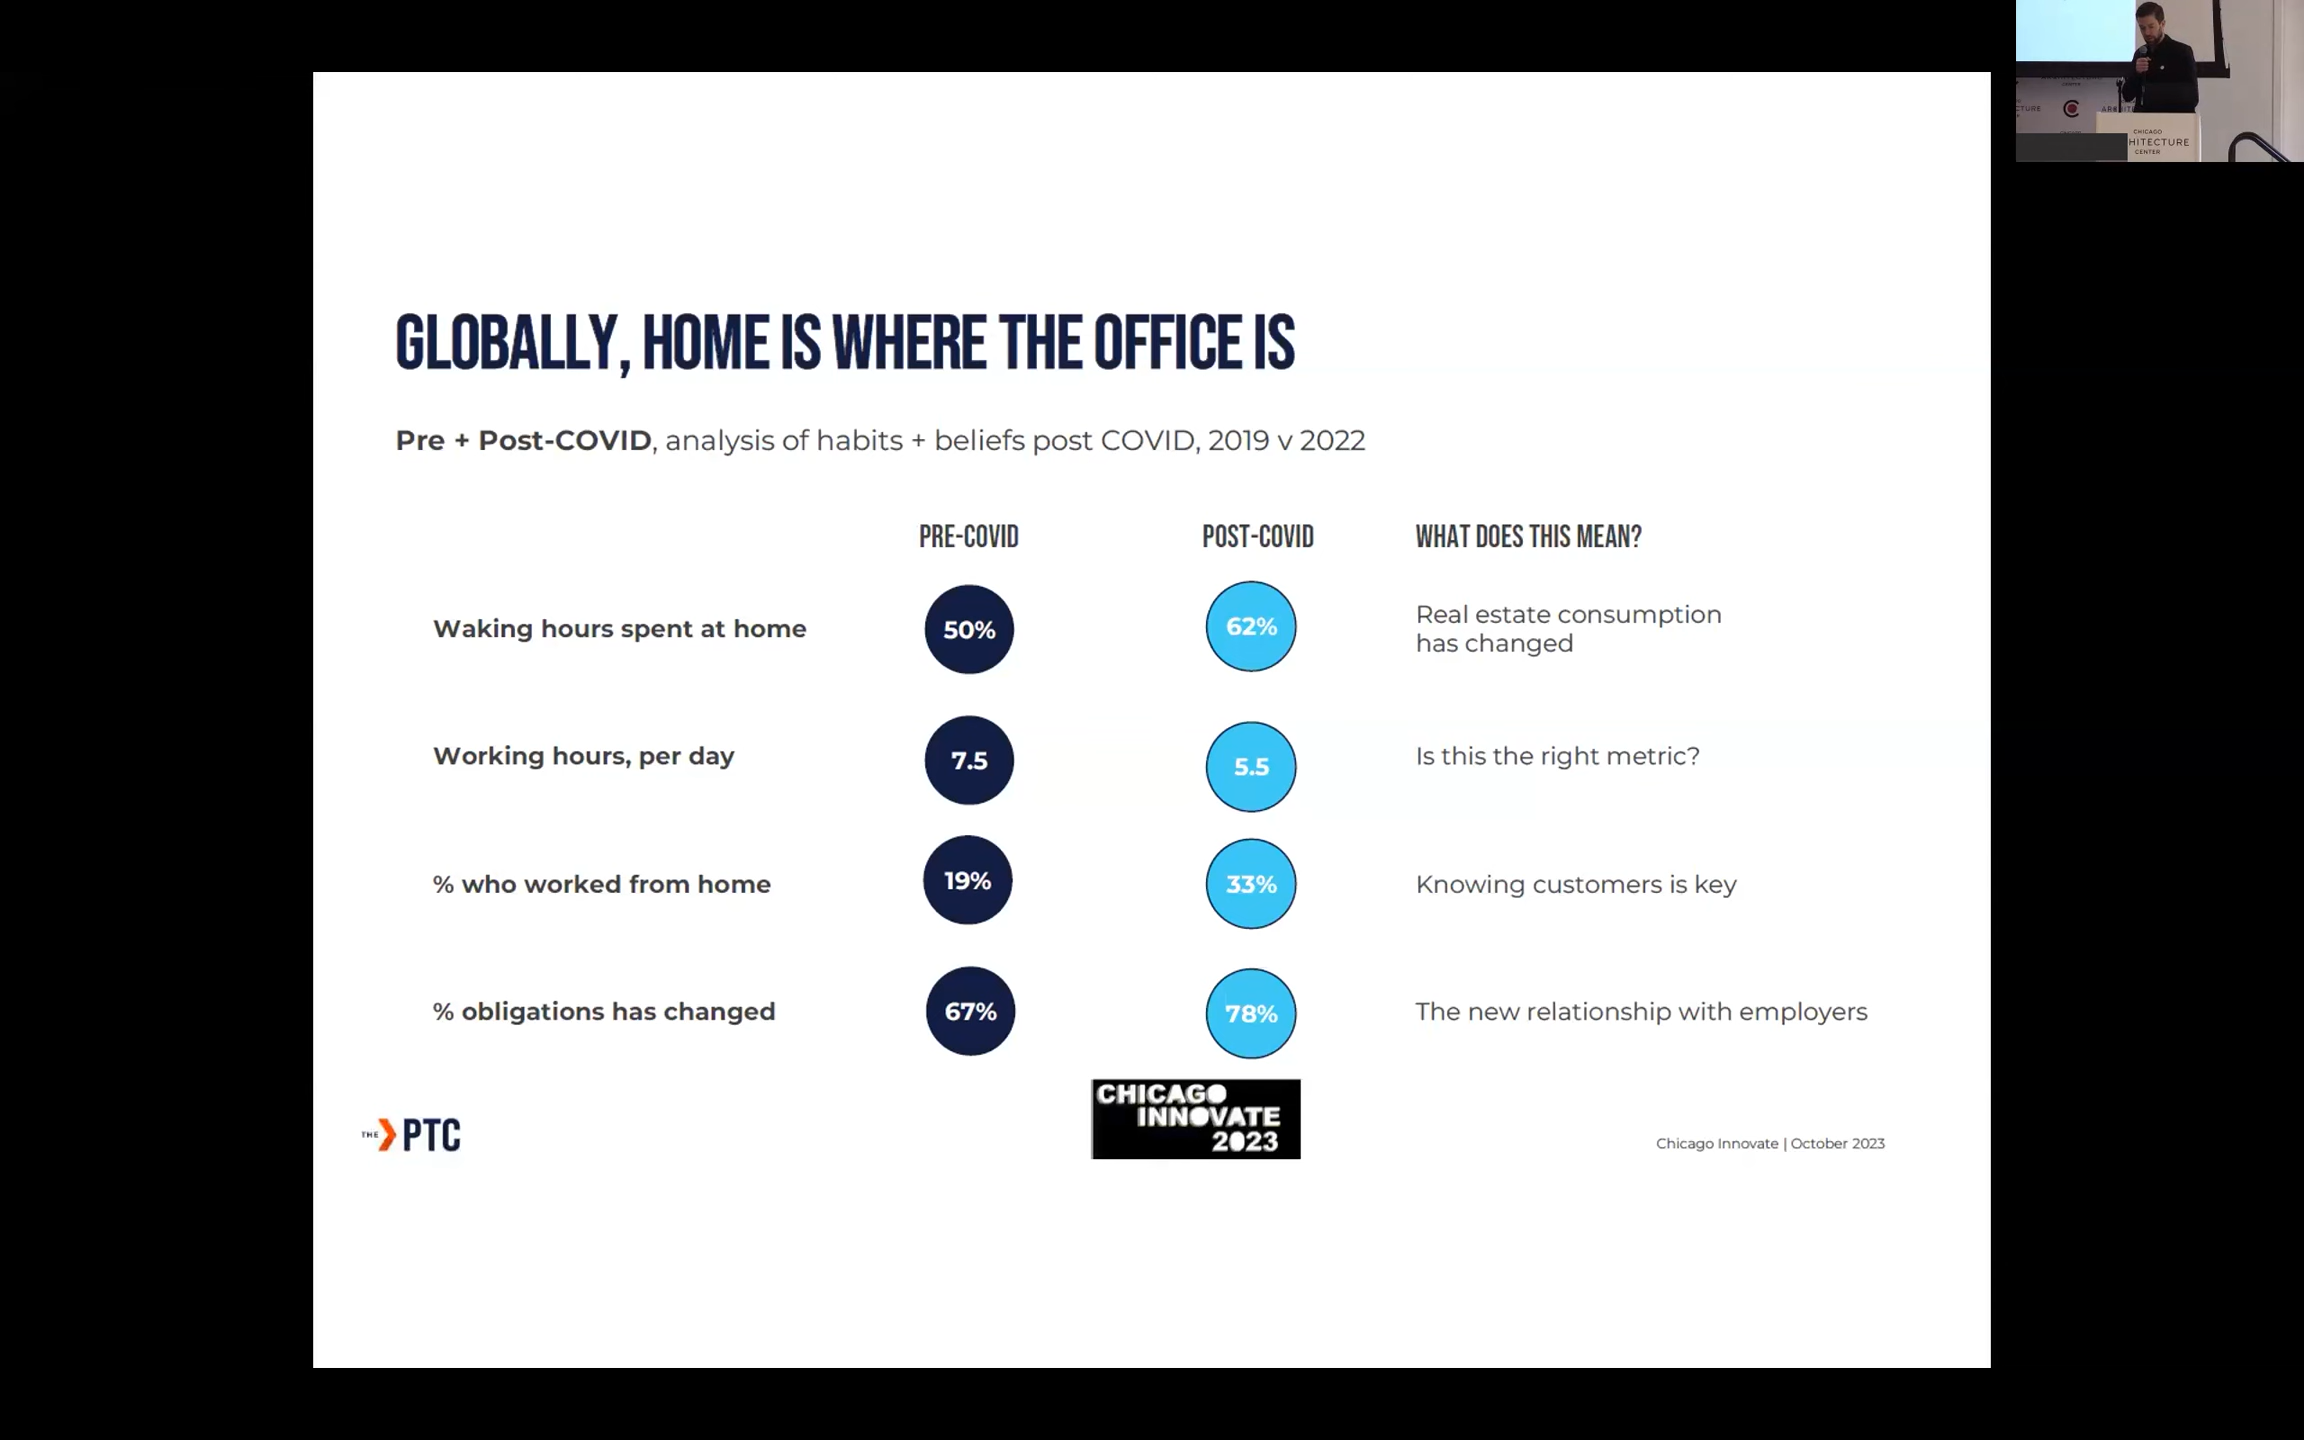 GLOBALLY, HOME IS WHERE THE OFFICE IS
Pre + Post-COVID, analysis of habits + beliefs post COVID, 2019 v 2022
PRE-COVID POST-COVID WHAT DOES THIS MEAN?
Waking hours spent at home 50% 62% Real estate consumption
has changed
Working hours, per day 7.5 5.5 Is this the right metric?
% who worked from home 19% 33% Knowing customers is key
% obligations has changed 67% 78% The new relationship with employers
THE PTC
CHICAGO
INNOVATE
2023
Chicago Innovate | October 2023
CHICAGO
HITECTURE
CENTER